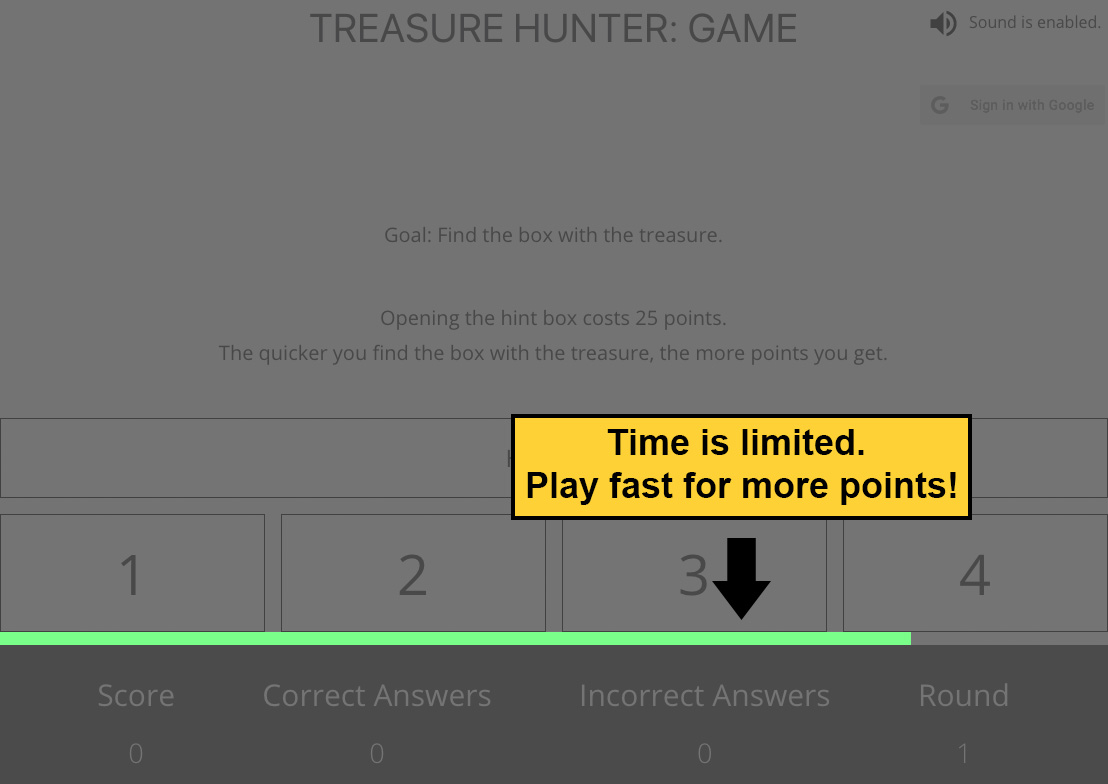 TREASURE HUNTER: GAME
Sound is enabled.
G Sign in with Google
Goal: Find the box with the treasure.
Opening the hint box costs 25 points.
The quicker you find the box with the treasure, the more points you get.
Time is limited.
Play fast for more points!
1 2 3 4
Score Correct Answers Incorrect Answers Round
0 0 0 1